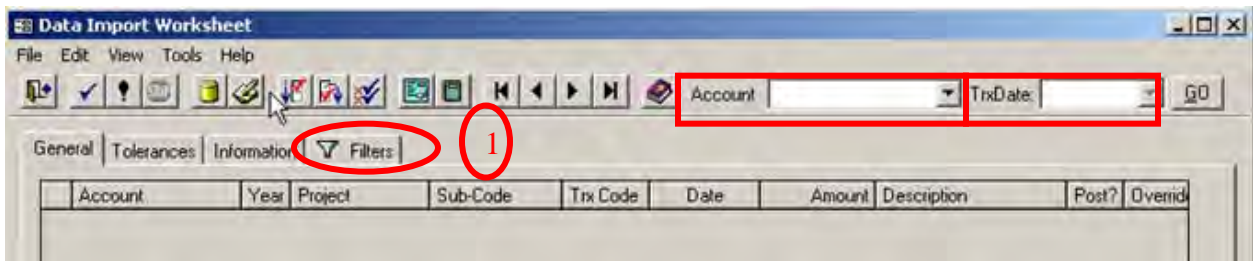 Data Import Worksheet
File Edit View Tools Help
Account TrxDate: GO
General Tolerances Information Filters 1
Account Year Project Sub-Code Trx Code Date Amount Description Post? Overrid